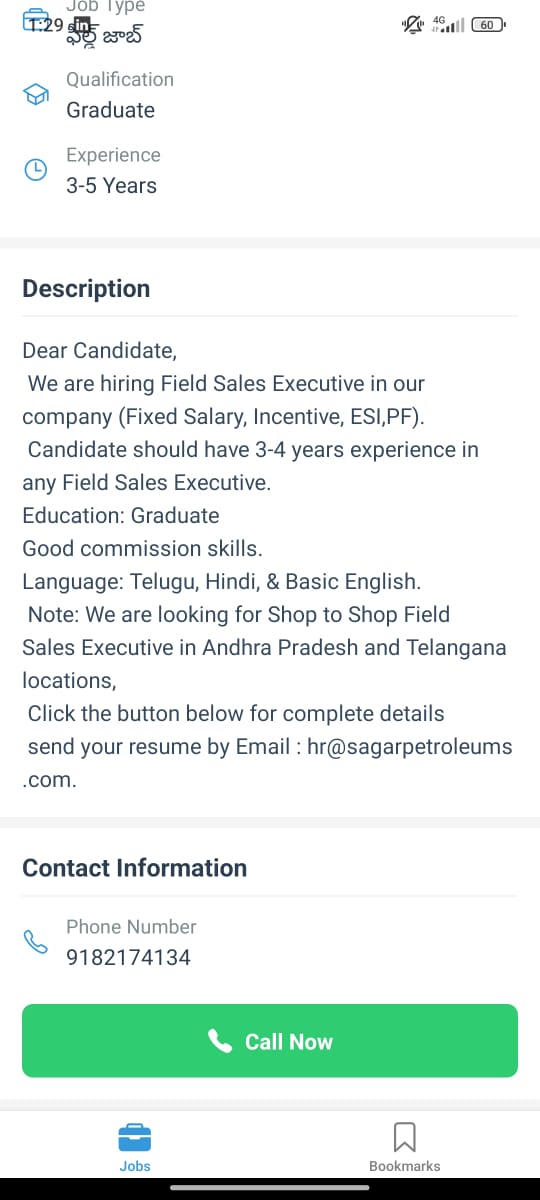 Job Type
1:29
ఫీల్డ్ జాబ్
4G
60
Qualification
Graduate
Experience
3-5 Years
Description
Dear Candidate,
We are hiring Field Sales Executive in our
company (Fixed Salary, Incentive, ESI,PF).
Candidate should have 3-4 years experience in
any Field Sales Executive.
Education: Graduate
Good commission skills.
Language: Telugu, Hindi, & Basic English.
Note: We are looking for Shop to Shop Field
Sales Executive in Andhra Pradesh and Telangana
locations,
Click the button below for complete details
send your resume by Email : hr@sagarpetroleums
.com.
Contact Information
Phone Number
9182174134
Call Now
Jobs
Bookmarks